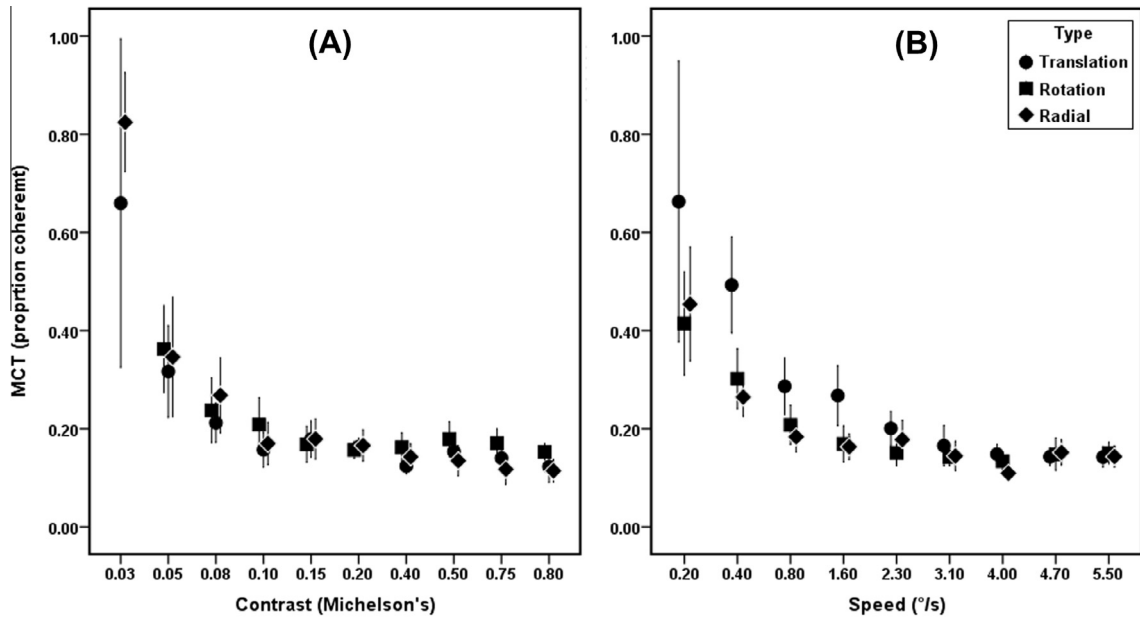 (A)
(B)
Type
Translation
Rotation
Radial
MCT (proprtion coheremt)
1.00
0.80
0.60
0.40
0.20
0.00
1.00
0.80
0.60
0.40
0.20
0.00
0.03 0.05 0.08 0.10 0.15 0.20 0.40 0.50 0.75 0.80
Contrast (Michelson's)
0.20 0.40 0.80 1.60 2.30 3.10 4.00 4.70 5.50
Speed (°/s)